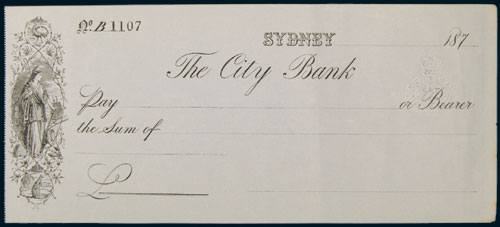 No. B 1107
SYDNEY 187
The City Bank
Pay or Bearer
the Sum of
£